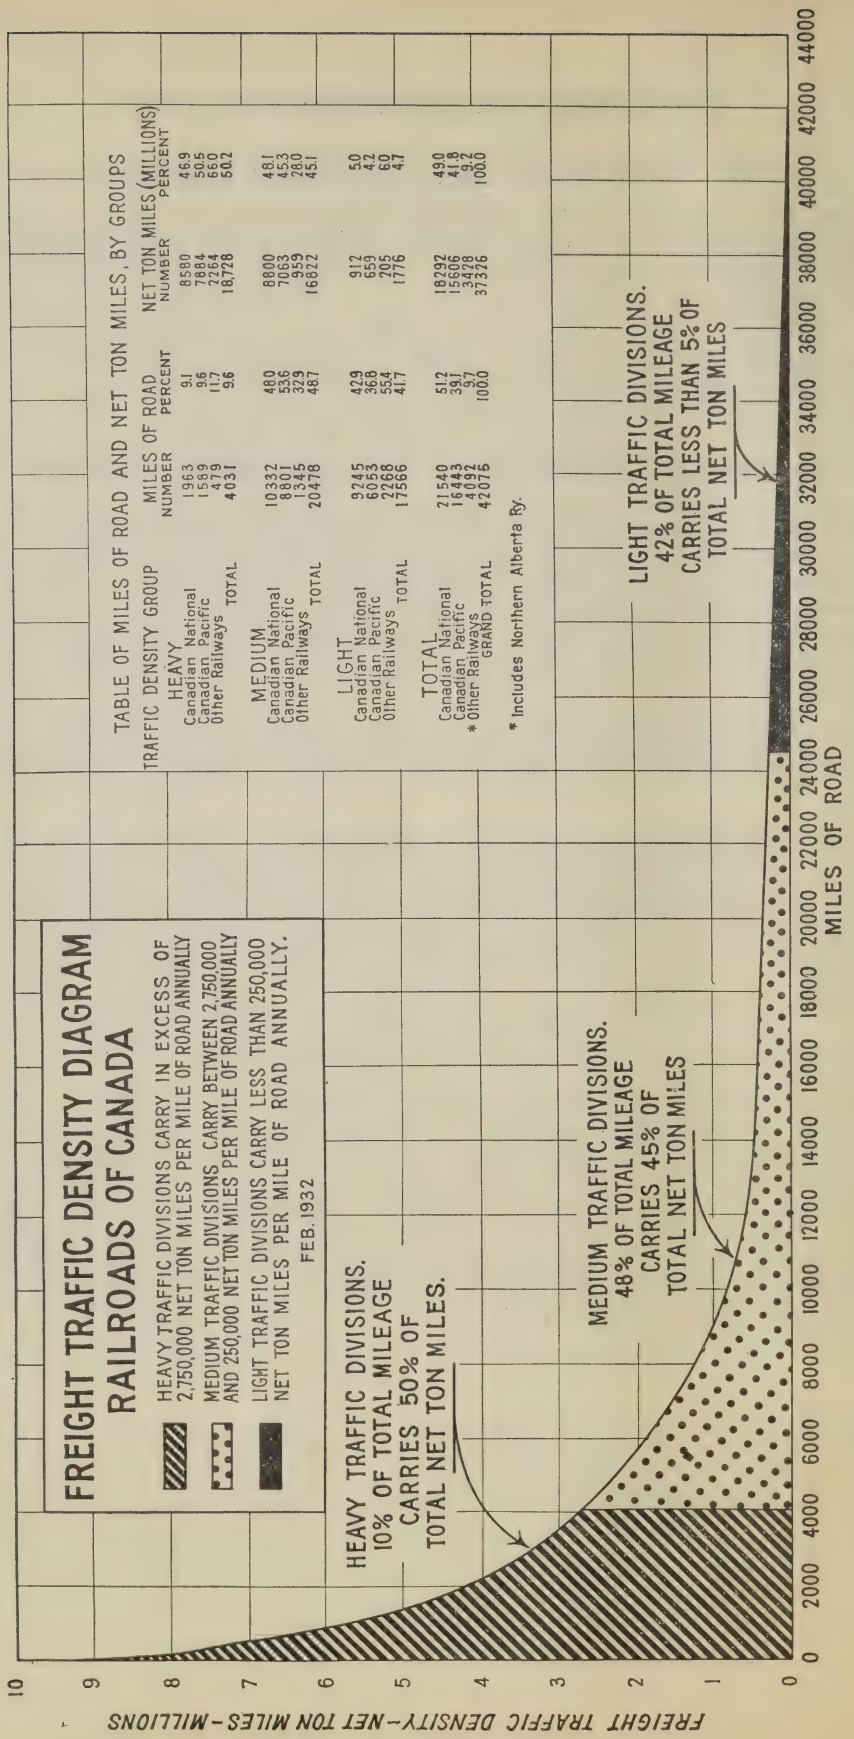 FREIGHT TRAFFIC DENSITY DIAGRAM
RAILROADS OF CANADA
HEAVY TRAFFIC DIVISIONS CARRY IN EXCESS OF
2,750,000 NET TON MILES PER MILE OF ROAD ANNUALLY
MEDIUM TRAFFIC DIVISIONS CARRY BETWEEN 2,750,000
AND 250,000 NET TON MILES PER MILE OF ROAD ANNUALLY
LIGHT TRAFFIC DIVISIONS CARRY LESS THAN 250,000
NET TON MILES PER MILE OF ROAD ANNUALLY.
FEB. 1932
TABLE OF MILES OF ROAD AND NET TON MILES, BY GROUPS
TRAFFIC DENSITY GROUP MILES OF ROAD NET TON MILES (MILLIONS)
NUMBER PERCENT NUMBER PERCENT
HEAVY
Canadian National 1963 9.1 8580 46.9
Canadian Pacific 1589 9.6 7884 50.5
Other Railways 479 11.7 2264 66.0
TOTAL 4031 9.6 18,728 50.2
MEDIUM
Canadian National 10332 48.0 8800 48.1
Canadian Pacific 8801 53.6 7063 45.3
Other Railways 1345 32.9 959 28.0
TOTAL 20478 48.7 16822 45.1
LIGHT
Canadian National 9245 42.9 912 5.0
Canadian Pacific 6053 36.8 659 4.2
Other Railways 2268 55.4 205 6.0
TOTAL 17566 41.7 1776 4.7
TOTAL
Canadian National 21540 51.2 18292 49.0
Canadian Pacific 16443 39.1 15606 41.8
* Other Railways 4092 9.7 3428 9.2
GRAND TOTAL 42075 100.0 37326 100.0
* Includes Northern Alberta Ry.
HEAVY TRAFFIC DIVISIONS.
10% OF TOTAL MILEAGE
CARRIES 50% OF
TOTAL NET TON MILES.
MEDIUM TRAFFIC DIVISIONS.
48% OF TOTAL MILEAGE
CARRIES 45% OF
TOTAL NET TON MILES
LIGHT TRAFFIC DIVISIONS.
42% OF TOTAL MILEAGE
CARRIES LESS THAN 5% OF
TOTAL NET TON MILES
FREIGHT TRAFFIC DENSITY-NET TON MILES-MILLIONS
10
9
8
7
6
5
4
3
2
1
0
0 2000 4000 6000 8000 10000 12000 14000 16000 18000 20000 22000 24000 26000 28000 30000 32000 34000 36000 38000 40000 42000 44000
MILES OF ROAD